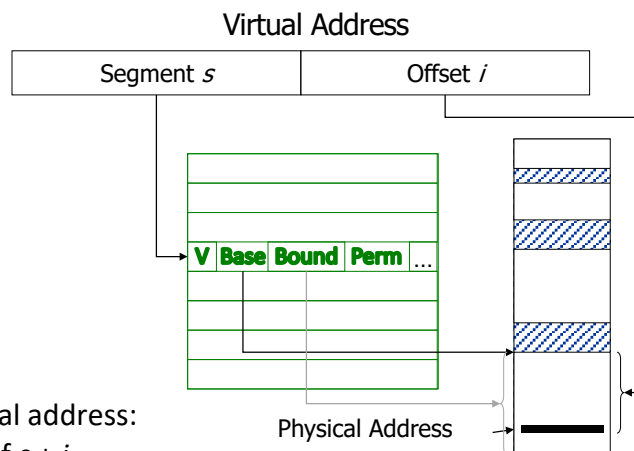 Virtual Address
Segment s
Offset i
V Base Bound Perm ...
al address:
Physical Address